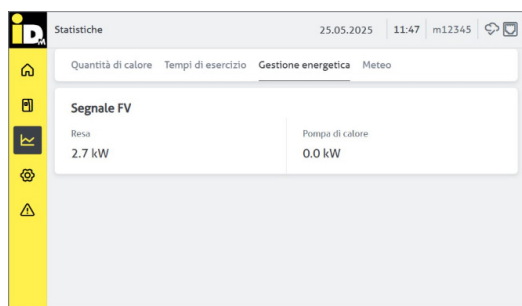 iDM
Statistiche 25.05.2025 11:47 m12345
Quantità di calore Tempi di esercizio Gestione energetica Meteo
Segnale FV
Resa Pompa di calore
2.7 kW 0.0 kW